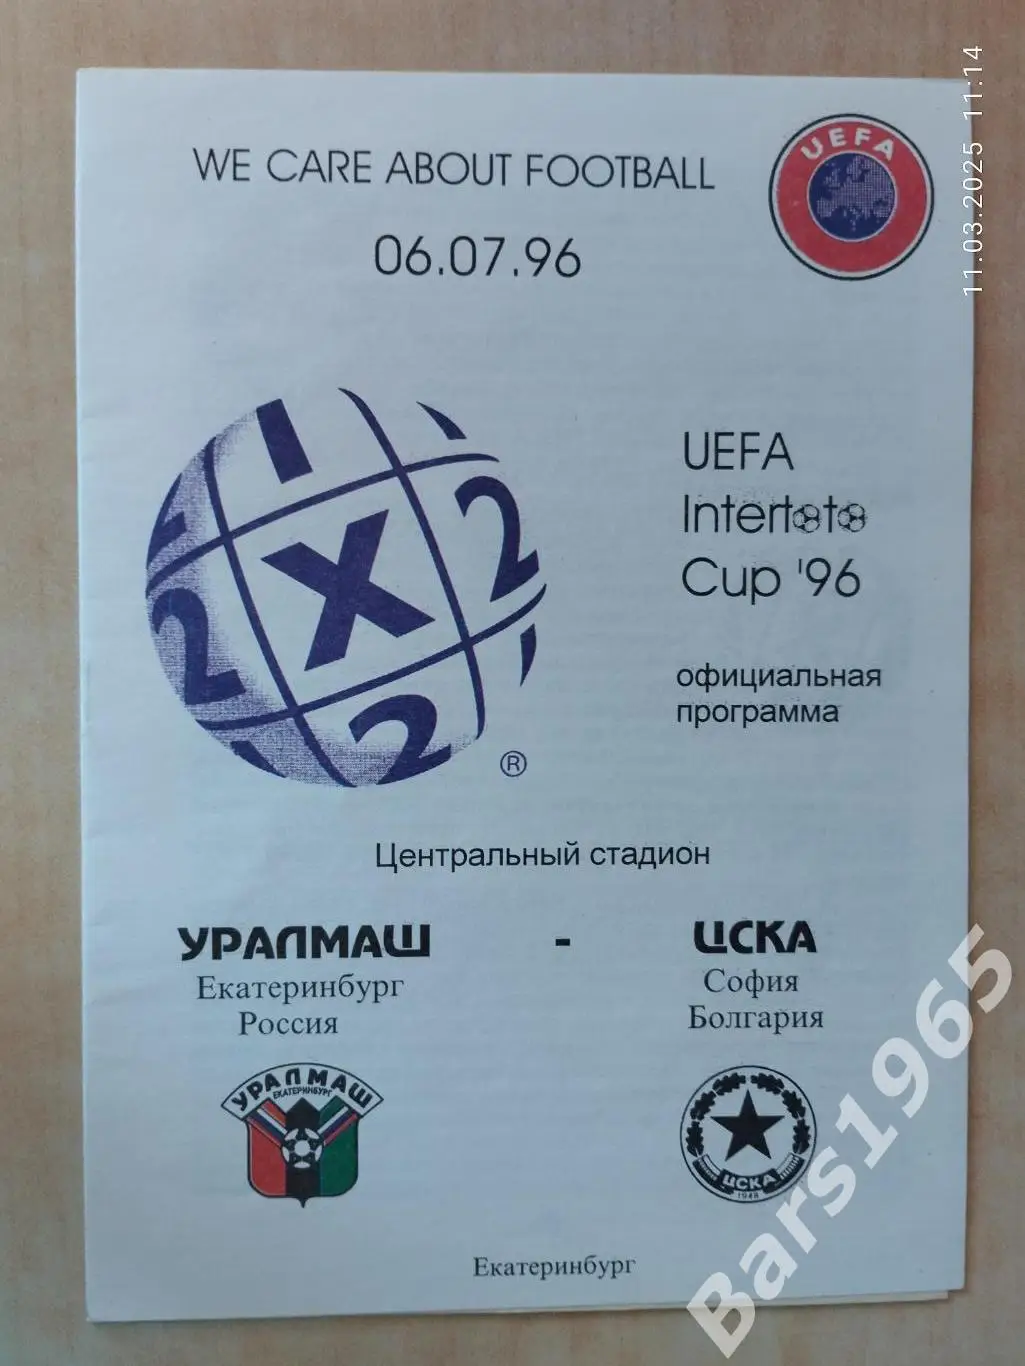 11.03.2025 11:14
UEFA
WE CARE ABOUT FOOTBALL
06.07.96
1
2
X
2
2
®
UEFA
Intertoto
Cup '96
официальная
программа
Центральный стадион
УРАЛМАШ - ЦСКА
Екатеринбург
Россия
София
Болгария
УРАЛМАШ
ЕКАТЕРИНБУРГ
ЦСКА
1948
Екатеринбург
Bars1965